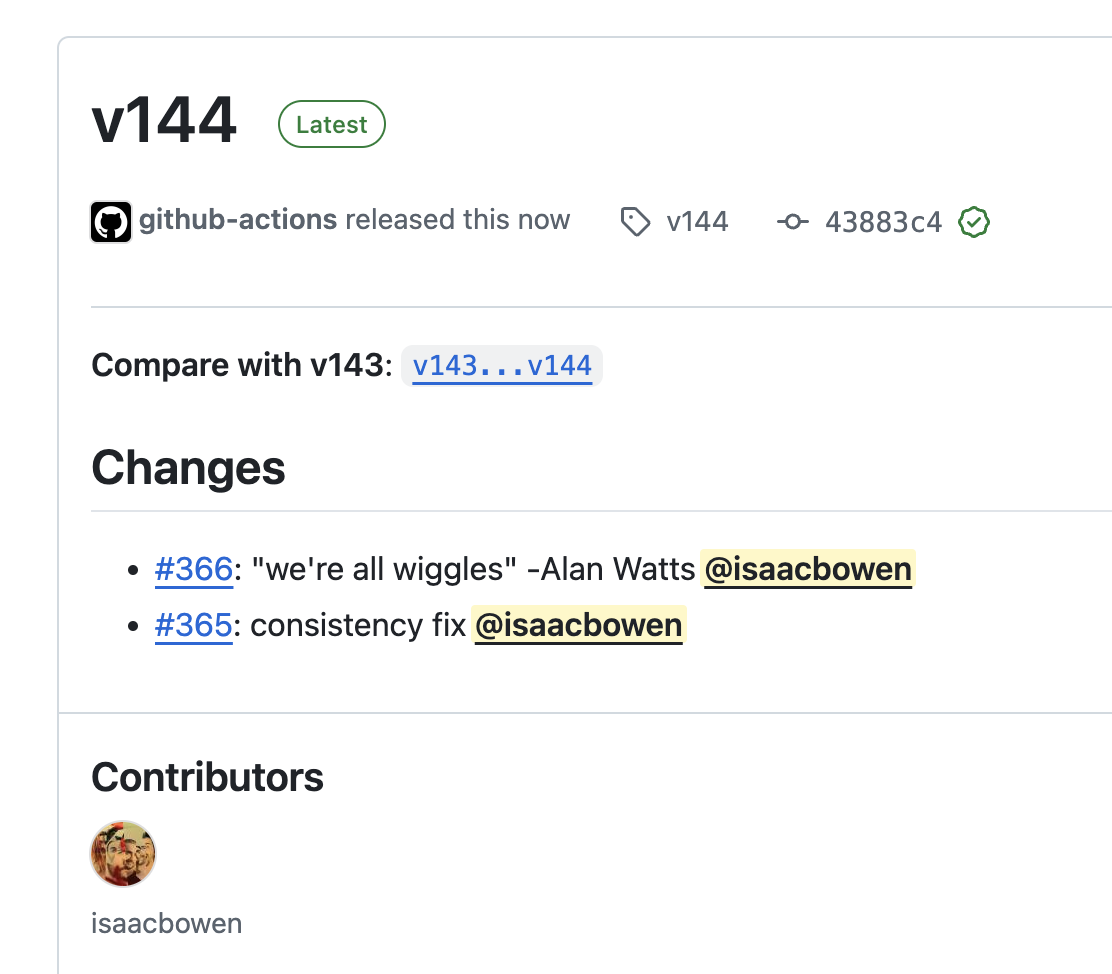 v144 Latest
github-actions released this now v144 43883c4
Compare with v143: v143...v144
Changes
#366: "we're all wiggles" -Alan Watts @isaacbowen
#365: consistency fix @isaacbowen
Contributors
isaacbowen